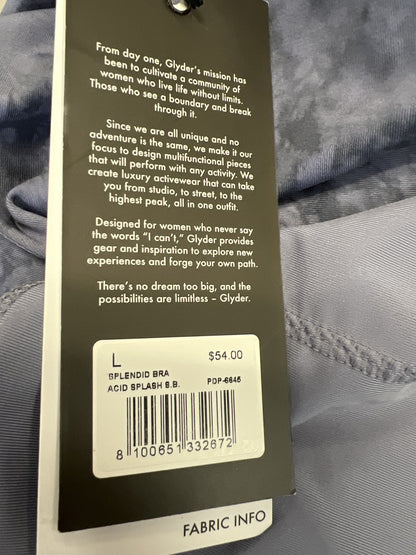 From day one, Glyder's mission has
been to cultivate a community of
women who live life without limits.
Those who see a boundary and break
through it.
Since we are all unique and no
adventure is the same, we make it our
focus to design multifunctional pieces
that will perform with any activity. We
create luxury activewear that can take
you from studio, to street, to the
highest peak, all in one outfit.
Designed for women who never say
the words "I can't," Glyder provides
gear and inspiration to explore new
experiences and forge your own path.
There's no dream too big, and the
possibilities are limitless – Glyder.
L $54.00
SPLENDID BRA
ACID SPLASH S.B. PDP-6645
8 100651 332672
FABRIC INFO